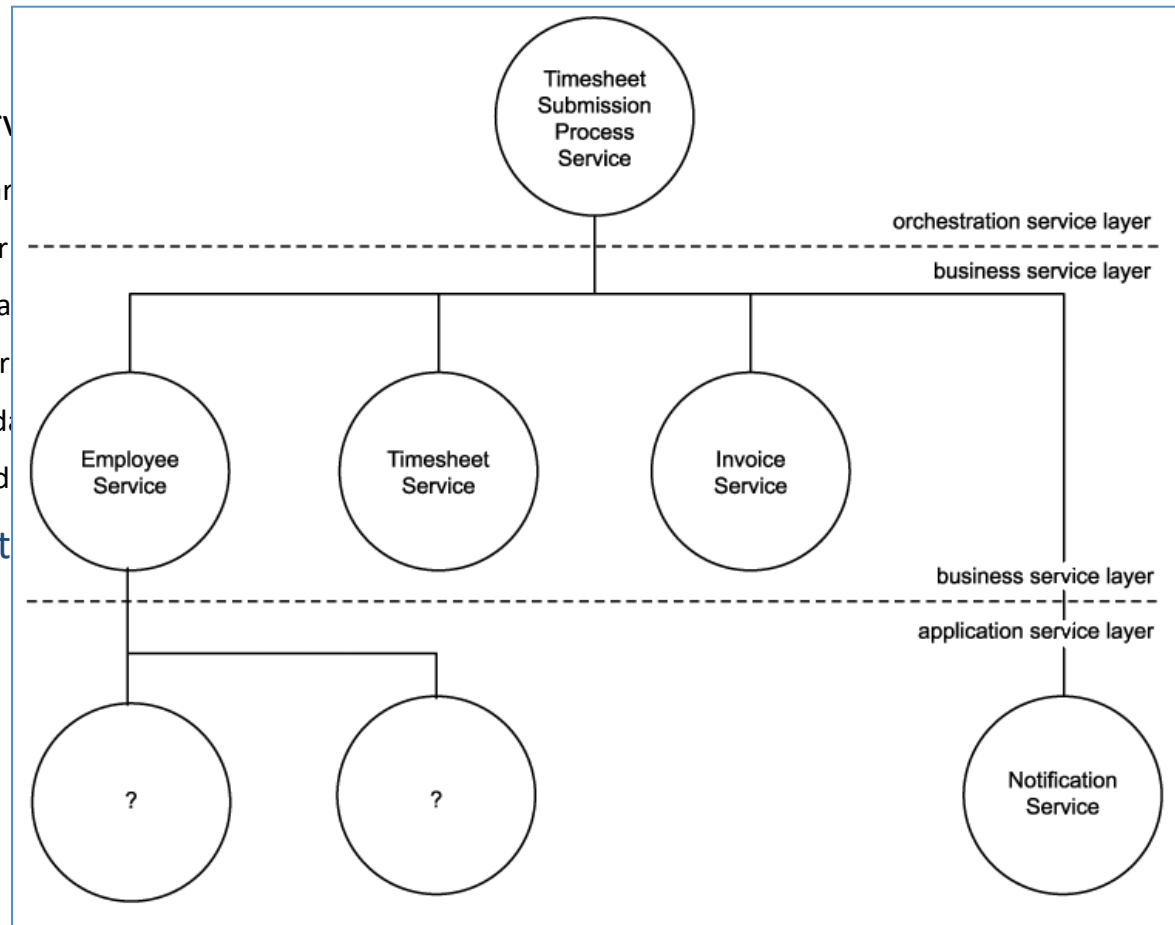 Timesheet
Submission
Process
Service
orchestration service layer
business service layer
Employee
Service
Timesheet
Service
Invoice
Service
business service layer
application service layer
?
?
Notification
Service